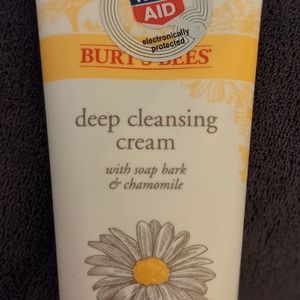 AID
electronically
protected
BURT'S BEES
deep cleansing
cream
with soap bark
& chamomile